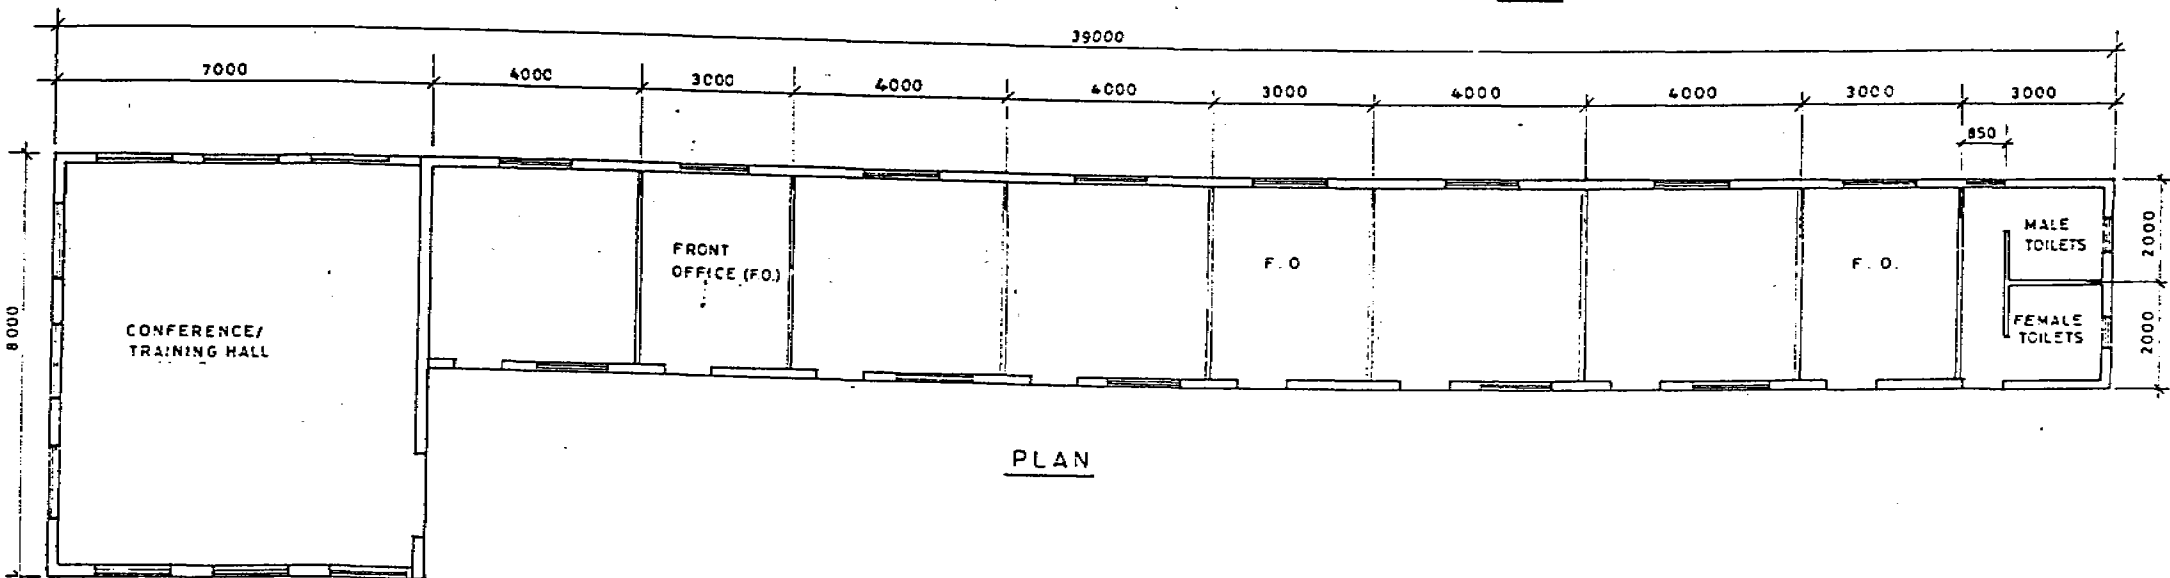 39000
7000
4000
3000
4000
4000
3000
4000
4000
3000
3000
850
8000
FRONT
OFFICE (F.O.)
F. O
F. O.
MALE
TOILETS
FEMALE
TOILETS
2000
2000
CONFERENCE/
TRAINING HALL
PLAN